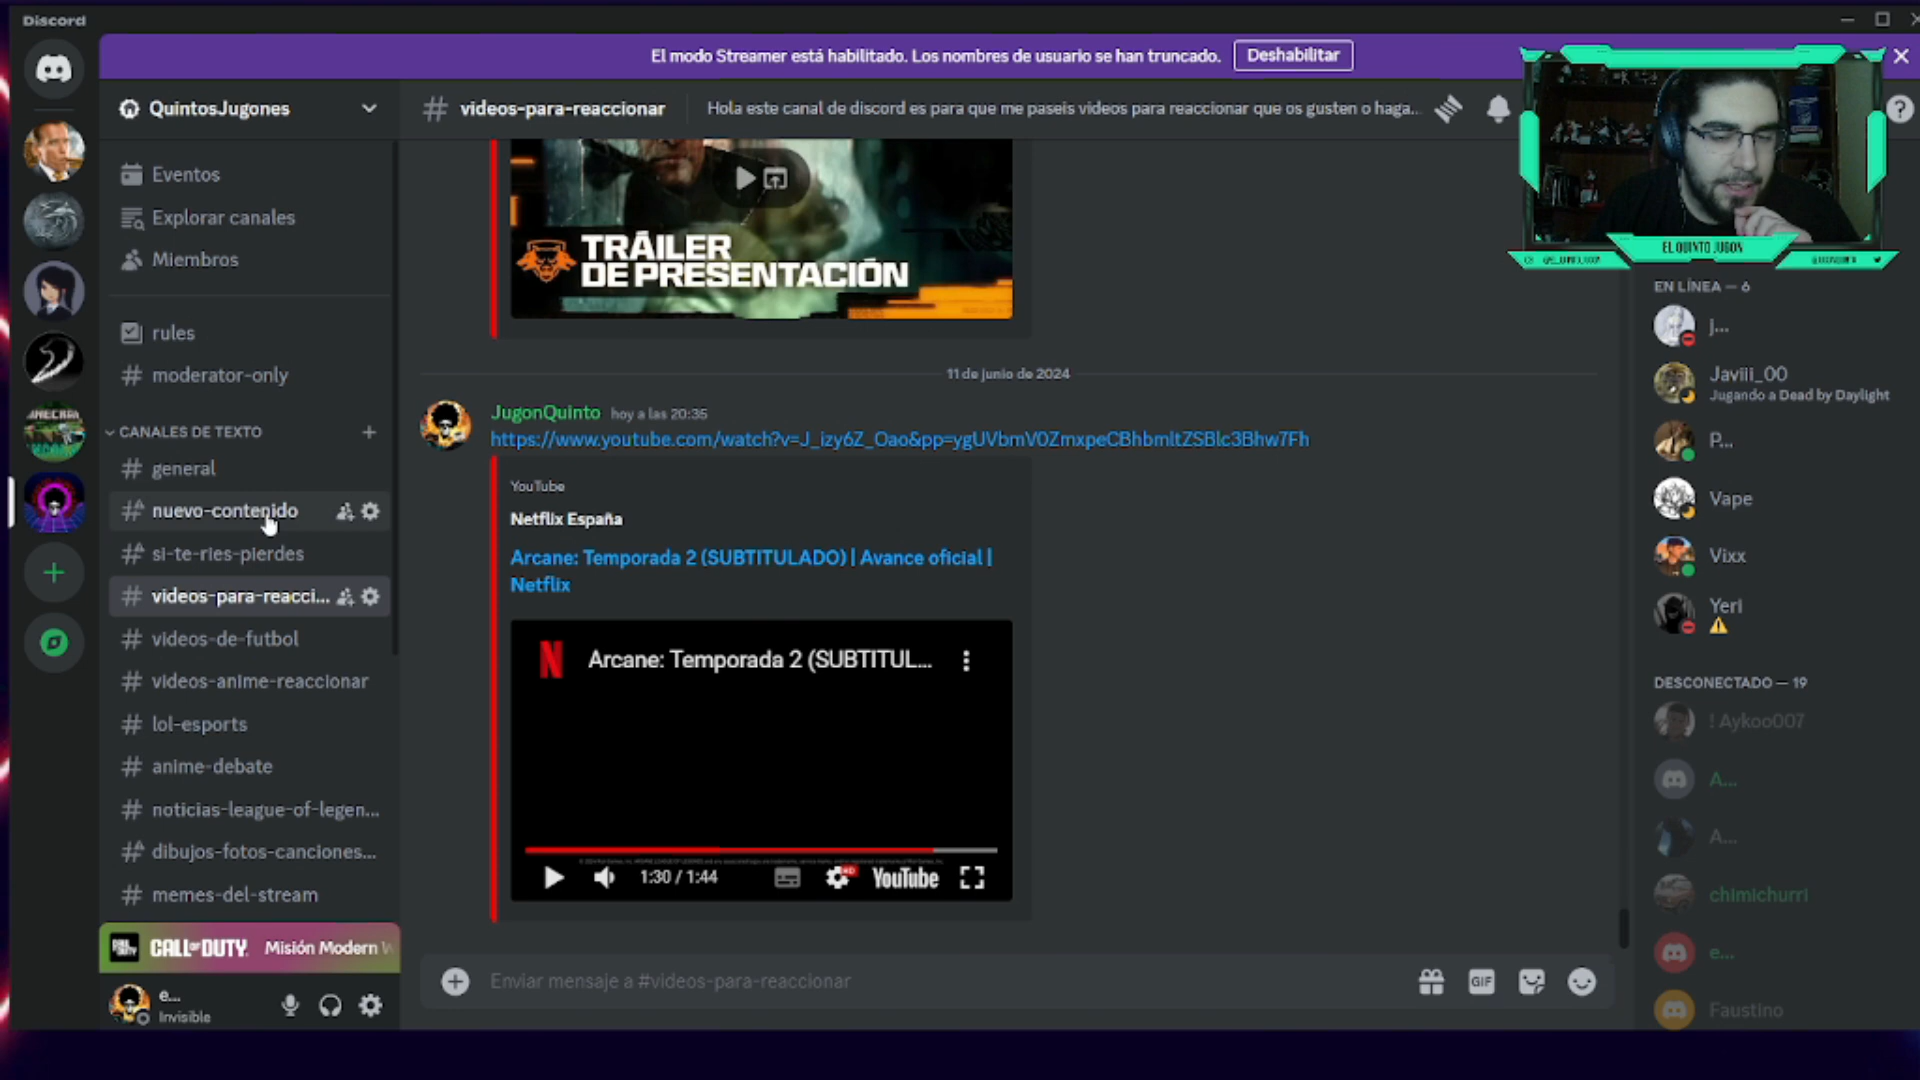 Discord
El modo Streamer está habilitado. Los nombres de usuario se han truncado.
Deshabilitar
QuintosJugones
videos-para-reaccionar
Hola este canal de discord es para que me paseis videos para reaccionar que os gusten o haga...
Eventos
Explorar canales
Miembros
rules
moderator-only
CANALES DE TEXTO
general
nuevo-contenido
si-te-ries-pierdes
videos-para-reacci...
videos-de-futbol
videos-anime-reaccionar
lol-esports
anime-debate
noticias-league-of-legen...
dibujos-fotos-canciones...
memes-del-stream
CALL OF DUTY. Misión Modern W
e...
Invisible
TRÁILER
DE PRESENTACIÓN
11 de junio de 2024
JugonQuinto hoy a las 20:35
https://www.youtube.com/watch?v=J_izy6Z_Oao&pp=ygUVbmV0ZmxpeCBhbmltZSBlc3Bhw7Fh
YouTube
Netflix España
Arcane: Temporada 2 (SUBTITULADO) | Avance oficial |
Netflix
N
Arcane: Temporada 2 (SUBTITUL...
1:30 / 1:44
HD
YouTube
Enviar mensaje a #videos-para-reaccionar
GIF
EL QUINTO JUGON
EN LÍNEA — 6
j...
Javiii_00
Jugando a Dead by Daylight
P...
Vape
Vixx
Yeri
DESCONECTADO — 19
! Aykoo007
A...
A...
chimichurri
e...
Faustino